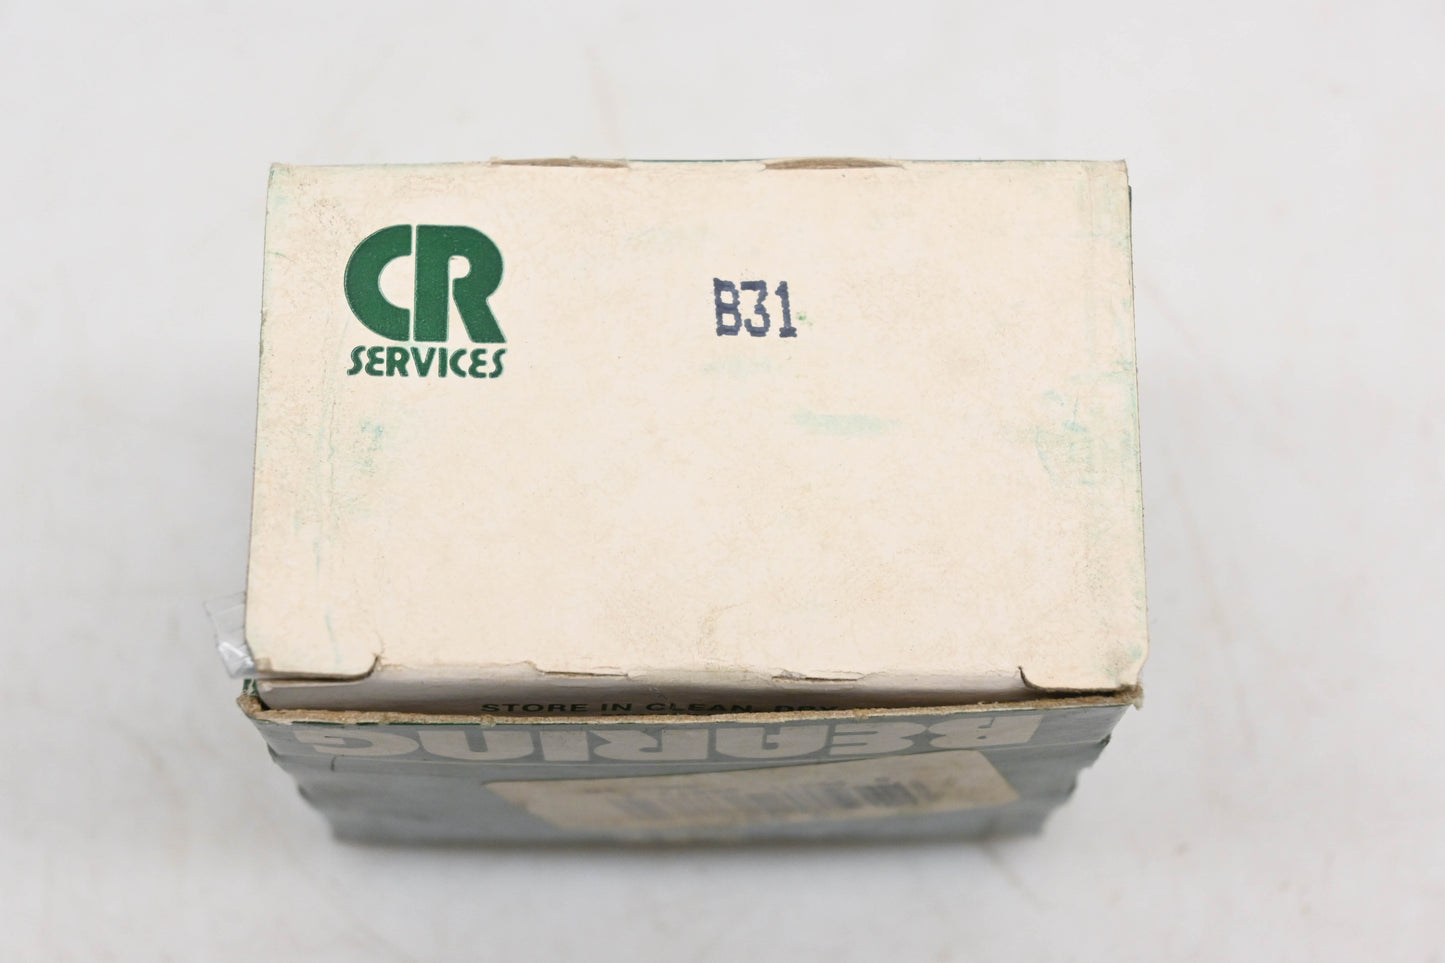 CR
SERVICES
B31
STORE IN CLEAN, DRY
BEARING